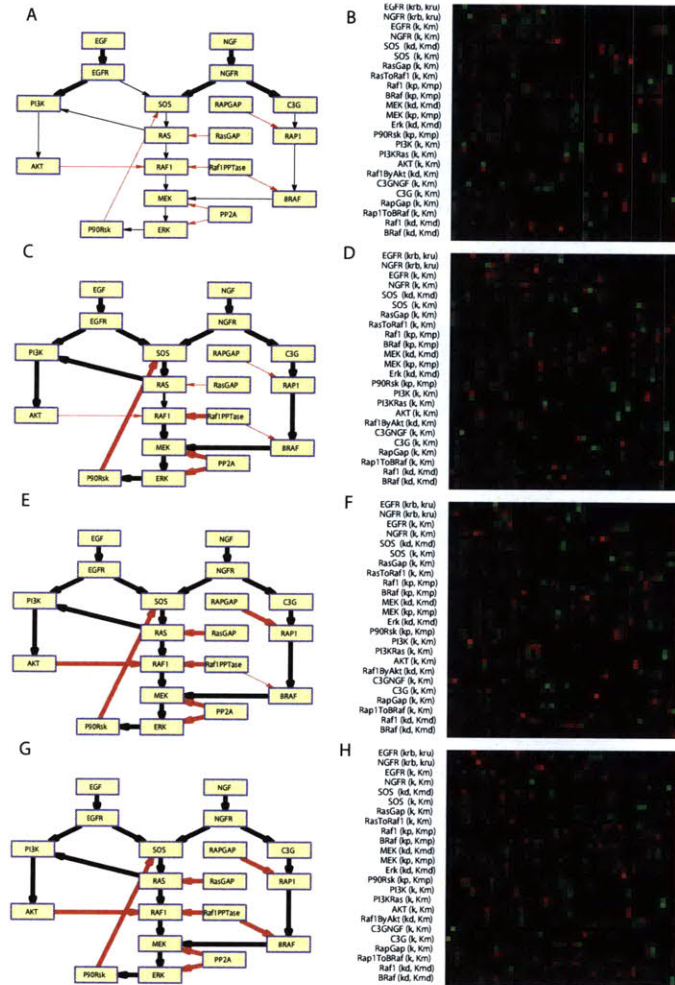 A
EGF NGF
EGFR NGFR
PI3K SOS RAPGAP C3G
RAS RasGAP RAP1
AKT RAF1 Raf1PPTase
MEK BRAF
PP2A
P90Rsk ERK
B
EGFR (krb, kru)
NGFR (krb, kru)
EGFR (k, Km)
NGFR (k, Km)
SOS (kd, Kmd)
SOS (k, Km)
RasGap (k, Km)
RasToRaf1 (k, Km)
Raf1 (kp, Kmp)
BRaf (kp, Kmp)
MEK (kd, Kmd)
MEK (kp, Kmp)
Erk (kd, Kmd)
P90Rsk (kp, Kmp)
PI3K (k, Km)
PI3KRas (k, Km)
AKT (k, Km)
Raf1ByAkt (kd, Km)
C3GNGF (k, Km)
C3G (k, Km)
RapGap (k, Km)
Rap1ToBRaf (k, Km)
Raf1 (kd, Kmd)
BRaf (kd, Kmd)
C
EGF NGF
EGFR NGFR
PI3K SOS RAPGAP C3G
RAS RasGAP RAP1
AKT RAF1 Raf1PPTase
MEK BRAF
PP2A
P90Rsk ERK
D
EGFR (krb, kru)
NGFR (krb, kru)
EGFR (k, Km)
NGFR (k, Km)
SOS (kd, Kmd)
SOS (k, Km)
RasGap (k, Km)
RasToRaf1 (k, Km)
Raf1 (kp, Kmp)
BRaf (kp, Kmp)
MEK (kd, Kmd)
MEK (kp, Kmp)
Erk (kd, Kmd)
P90Rsk (kp, Kmp)
PI3K (k, Km)
PI3KRas (k, Km)
AKT (k, Km)
Raf1ByAkt (kd, Km)
C3GNGF (k, Km)
C3G (k, Km)
RapGap (k, Km)
Rap1ToBRaf (k, Km)
Raf1 (kd, Kmd)
BRaf (kd, Kmd)
E
EGF NGF
EGFR NGFR
PI3K SOS RAPGAP C3G
RAS RasGAP RAP1
AKT RAF1 Raf1PPTase
MEK BRAF
PP2A
P90Rsk ERK
F
EGFR (krb, kru)
NGFR (krb, kru)
EGFR (k, Km)
NGFR (k, Km)
SOS (kd, Kmd)
SOS (k, Km)
RasGap (k, Km)
RasToRaf1 (k, Km)
Raf1 (kp, Kmp)
BRaf (kp, Kmp)
MEK (kd, Kmd)
MEK (kp, Kmp)
Erk (kd, Kmd)
P90Rsk (kp, Kmp)
PI3K (k, Km)
PI3KRas (k, Km)
AKT (k, Km)
Raf1ByAkt (kd, Km)
C3GNGF (k, Km)
C3G (k, Km)
RapGap (k, Km)
Rap1ToBRaf (k, Km)
Raf1 (kd, Kmd)
BRaf (kd, Kmd)
G
EGF NGF
EGFR NGFR
PI3K SOS RAPGAP C3G
RAS RasGAP RAP1
AKT RAF1 Raf1PPTase
MEK BRAF
PP2A
P90Rsk ERK
H
EGFR (krb, kru)
NGFR (krb, kru)
EGFR (k, Km)
NGFR (k, Km)
SOS (kd, Kmd)
SOS (k, Km)
RasGap (k, Km)
RasToRaf1 (k, Km)
Raf1 (kp, Kmp)
BRaf (kp, Kmp)
MEK (kd, Kmd)
MEK (kp, Kmp)
Erk (kd, Kmd)
P90Rsk (kp, Kmp)
PI3K (k, Km)
PI3KRas (k, Km)
AKT (k, Km)
Raf1ByAkt (kd, Km)
C3GNGF (k, Km)
C3G (k, Km)
RapGap (k, Km)
Rap1ToBRaf (k, Km)
Raf1 (kd, Kmd)
BRaf (kd, Kmd)